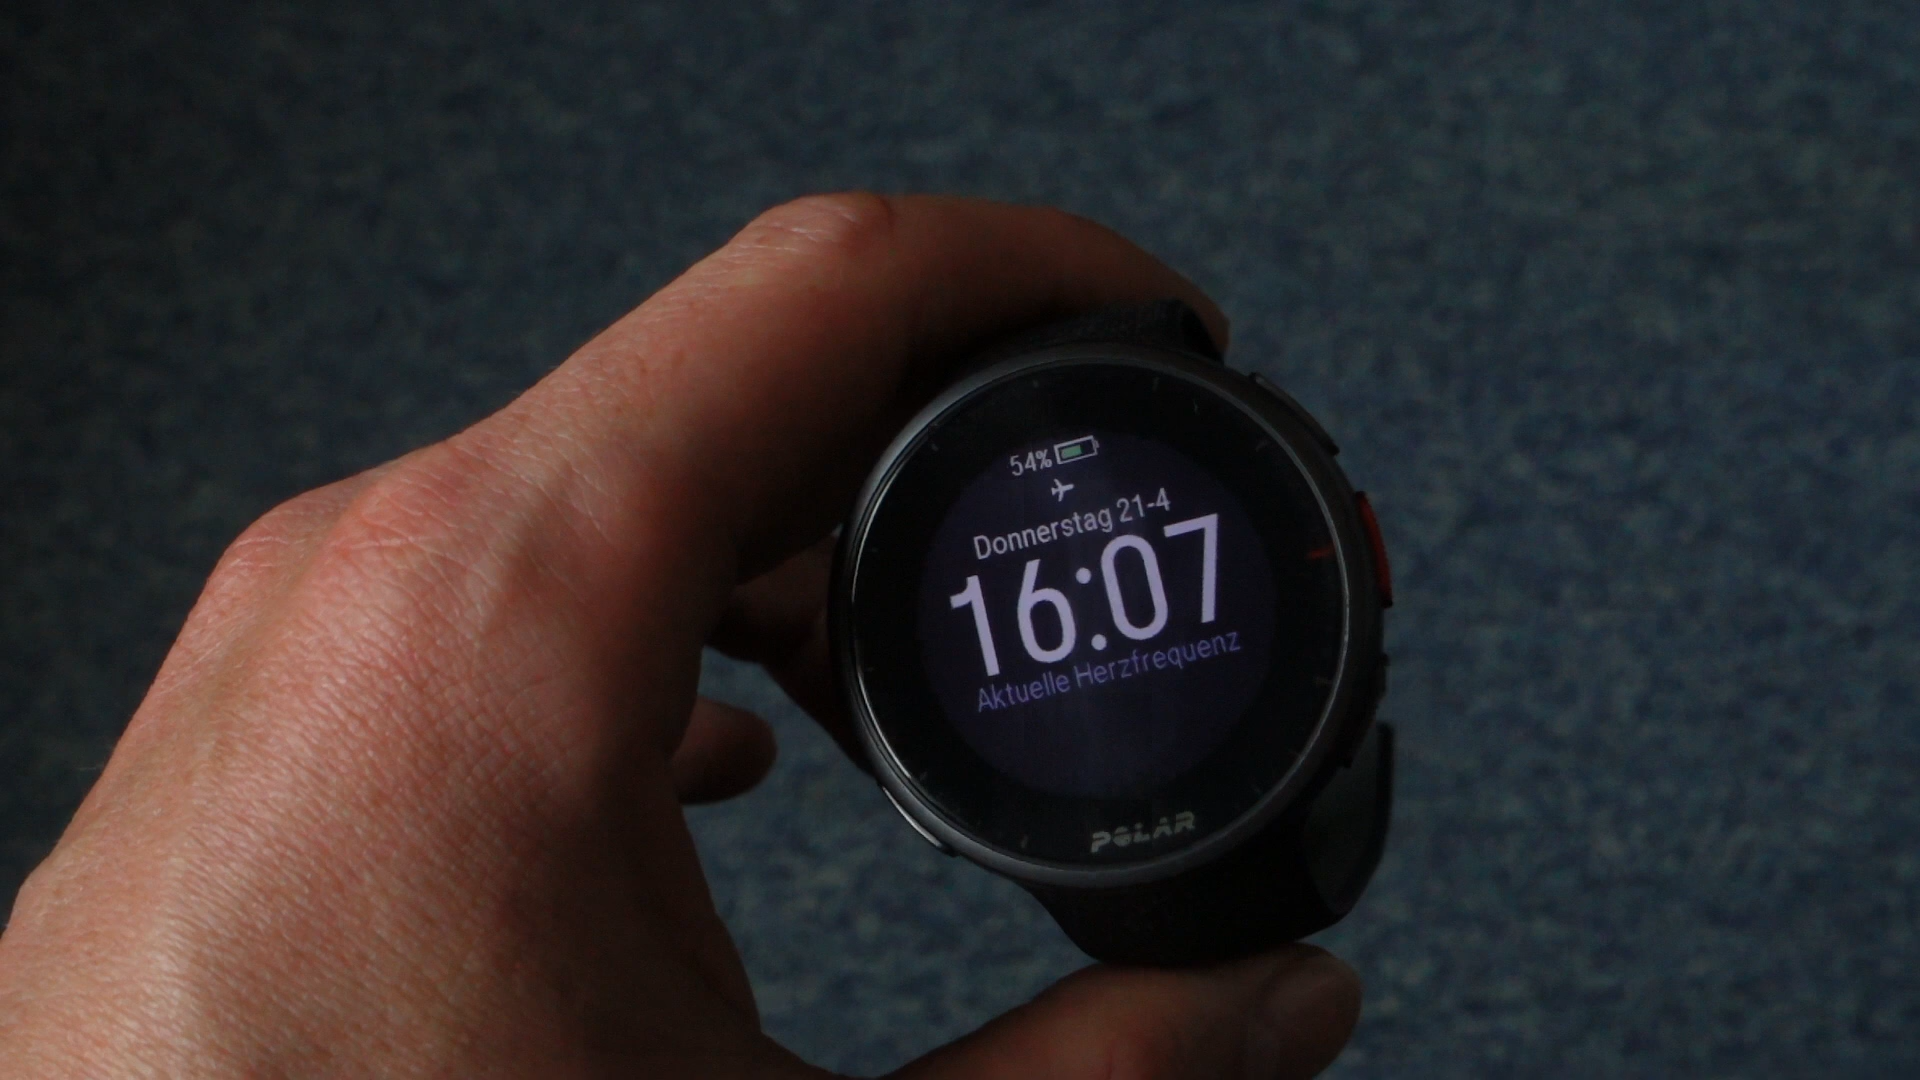 54%
Donnerstag 21-4
16:07
Aktuelle Herzfrequenz
POLAR